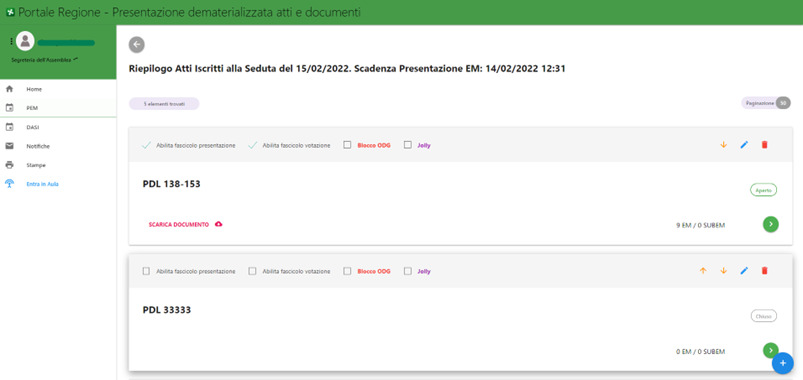 Portale Regione - Presentazione dematerializzata atti e documenti
Segreteria dell'Assemblea
Home
PEM
DASI
Notifiche
Stampe
Entra in Aula
Riepilogo Atti Iscritti alla Seduta del 15/02/2022. Scadenza Presentazione EM: 14/02/2022 12:31
5 elementi trovati
Paginazione 50
Abilita fascicolo presentazione Abilita fascicolo votazione Blocco ODG Jolly
PDL 138-153
Aperto
SCARICA DOCUMENTO
9 EM / 0 SUBEM
Abilita fascicolo presentazione Abilita fascicolo votazione Blocco ODG Jolly
PDL 33333
Chiuso
0 EM / 0 SUBEM